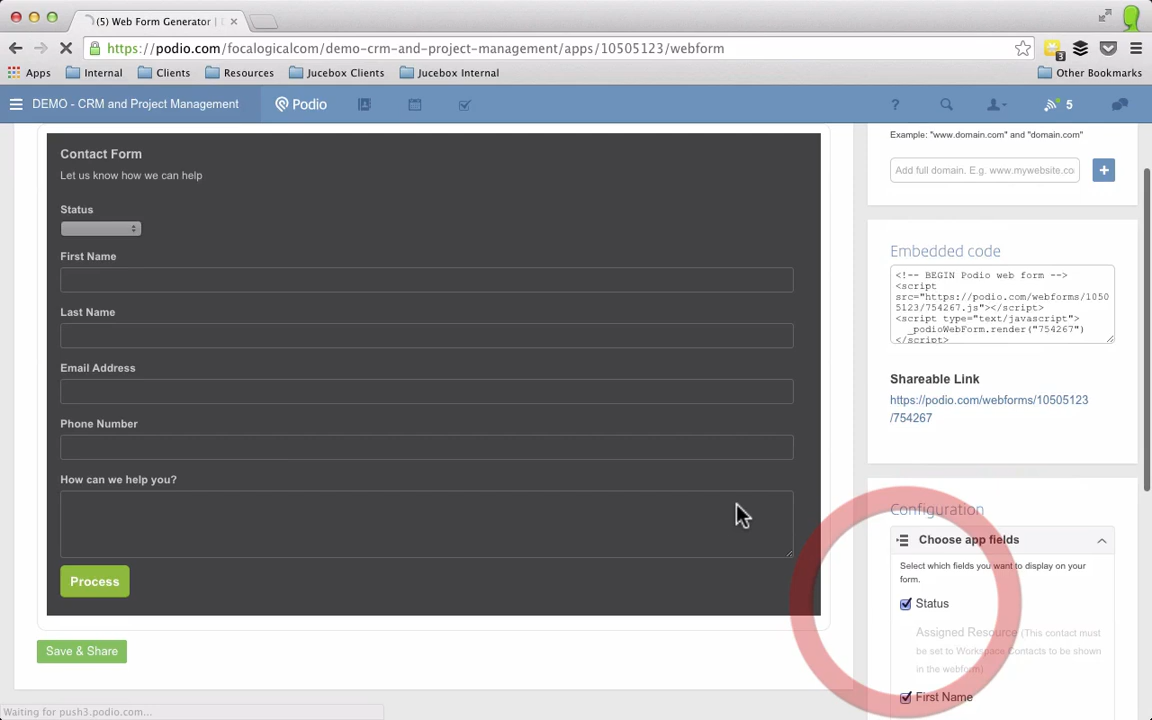 (5) Web Form Generator |
https://podio.com/focalogicalcom/demo-crm-and-project-management/apps/10505123/webform
3
Apps Internal Clients Resources Jucebox Clients Jucebox Internal Other Bookmarks
DEMO - CRM and Project Management Podio ? 5
Example: "www.domain.com" and "domain.com"
Add full domain. E.g. www.mywebsite.co +
Contact Form
Let us know how we can help
Status
First Name
Last Name
Email Address
Phone Number
How can we help you?
Process
Save & Share
Embedded code
<!-- BEGIN Podio web form -->
<script
src="https://podio.com/webforms/1050
5123/754267.js"></script>
<script type="text/javascript">
_podioWebForm.render("754267")
</script>
Shareable Link
https://podio.com/webforms/10505123
/754267
Configuration
Choose app fields
Select which fields you want to display on your
form.
Status
Assigned Resource (This contact must
be set to Workspace Contacts to be shown
in the webform)
First Name
Waiting for push3.podio.com...